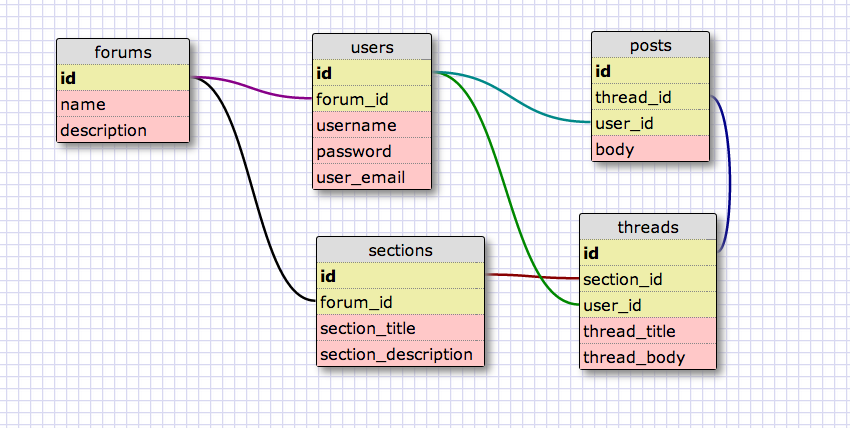 forums
id
name
description
users
id
forum_id
username
password
user_email
posts
id
thread_id
user_id
body
sections
id
forum_id
section_title
section_description
threads
id
section_id
user_id
thread_title
thread_body